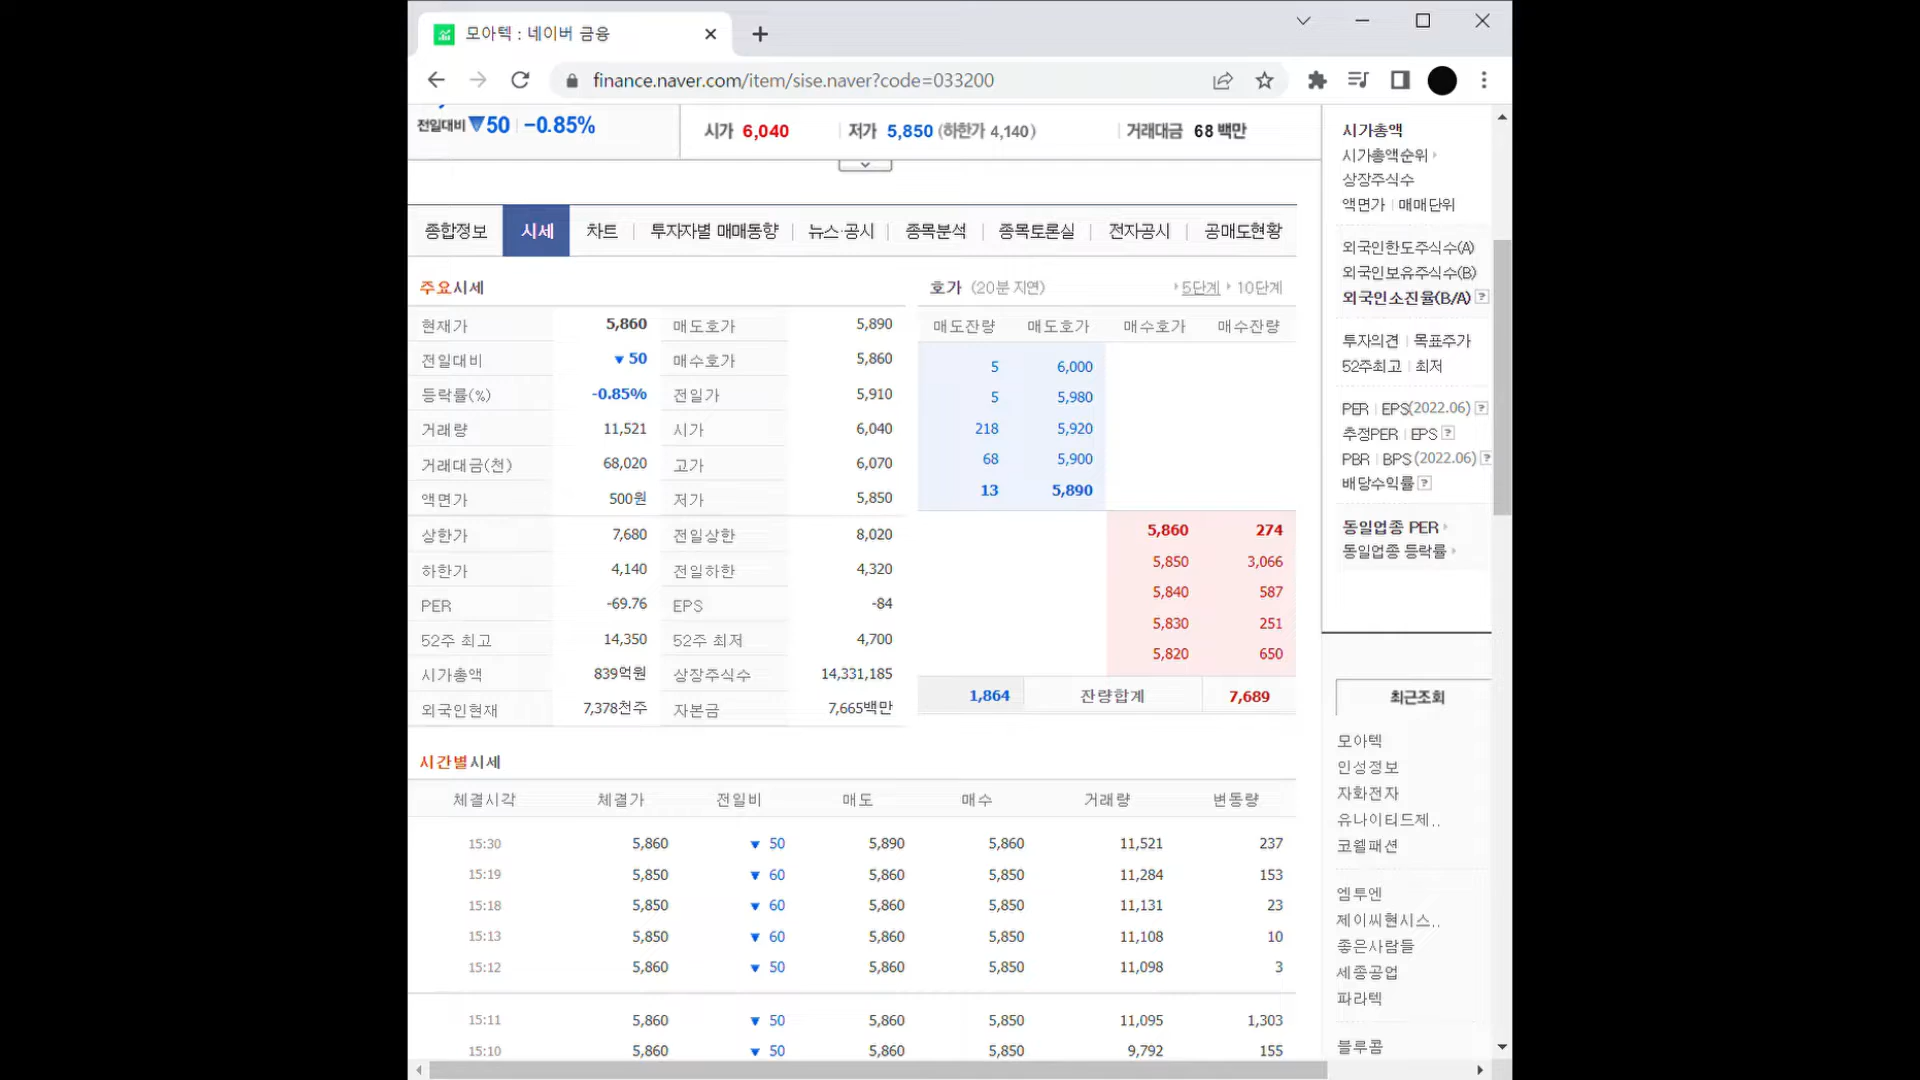 모아텍 : 네이버 금융
finance.naver.com/item/sise.naver?code=033200
전일대비 ▼50 -0.85% 시가 6,040 저가 5,850 (하한가 4,140) 거래대금 68 백만
종합정보 시세 차트 투자자별 매매동향 뉴스·공시 종목분석 종목토론실 전자공시 공매도현황
주요시세
현재가 5,860 매도호가 5,890
전일대비 ▼50 매수호가 5,860
등락률(%) -0.85% 전일가 5,910
거래량 11,521 시가 6,040
거래대금(천) 68,020 고가 6,070
액면가 500원 저가 5,850
상한가 7,680 전일상한 8,020
하한가 4,140 전일하한 4,320
PER -69.76 EPS -84
52주 최고 14,350 52주 최저 4,700
시가총액 839억원 상장주식수 14,331,185
외국인현재 7,378천주 자본금 7,665백만
호가 (20분 지연) 5단계 10단계
매도잔량 매도호가 매수호가 매수잔량
5 6,000
5 5,980
218 5,920
68 5,900
13 5,890
5,860 274
5,850 3,066
5,840 587
5,830 251
5,820 650
1,864 잔량합계 7,689
시간별시세
체결시각 체결가 전일비 매도 매수 거래량 변동량
15:30 5,860 ▼ 50 5,890 5,860 11,521 237
15:19 5,850 ▼ 60 5,860 5,850 11,284 153
15:18 5,850 ▼ 60 5,860 5,850 11,131 23
15:13 5,850 ▼ 60 5,860 5,850 11,108 10
15:12 5,860 ▼ 50 5,860 5,850 11,098 3
15:11 5,860 ▼ 50 5,860 5,850 11,095 1,303
15:10 5,860 ▼ 50 5,860 5,850 9,792 155
시가총액
시가총액순위
상장주식수
액면가 | 매매단위
외국인한도주식수(A)
외국인보유주식수(B)
외국인소진율(B/A) ?
투자의견 | 목표주가
52주최고 | 최저
PER | EPS(2022.06) ?
추정PER | EPS ?
PBR | BPS (2022.06) ?
배당수익률 ?
동일업종 PER
동일업종 등락률
최근조회
모아텍
인성정보
자화전자
유나이티드제..
코웰패션
엠투엔
제이씨현시스..
좋은사람들
세종공업
파라텍
블루콤